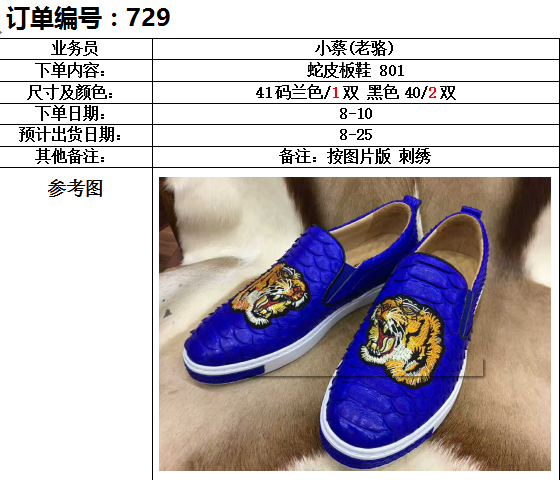 订单编号：729
业务员 小蔡(老骆)
下单内容： 蛇皮板鞋 801
尺寸及颜色： 41码兰色/1双 黑色 40/2双
下单日期： 8-10
预计出货日期： 8-25
其他备注： 备注：按图片版 刺绣
参考图